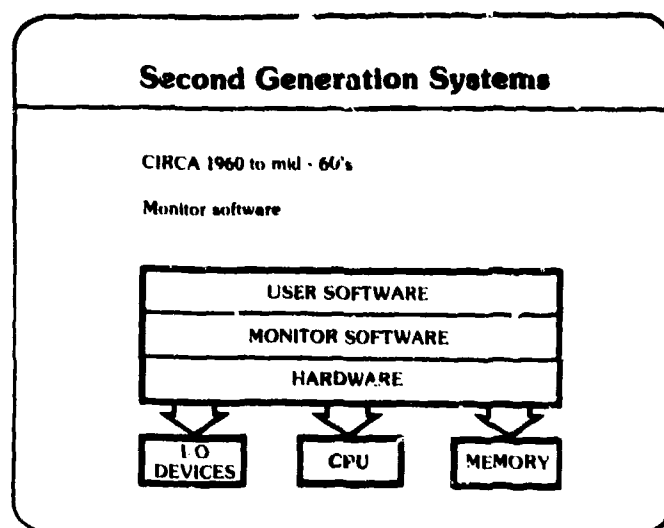 Second Generation Systems
CIRCA 1960 to mid - 60's
Monitor software
USER SOFTWARE
MONITOR SOFTWARE
HARDWARE
I/O
DEVICES
CPU
MEMORY